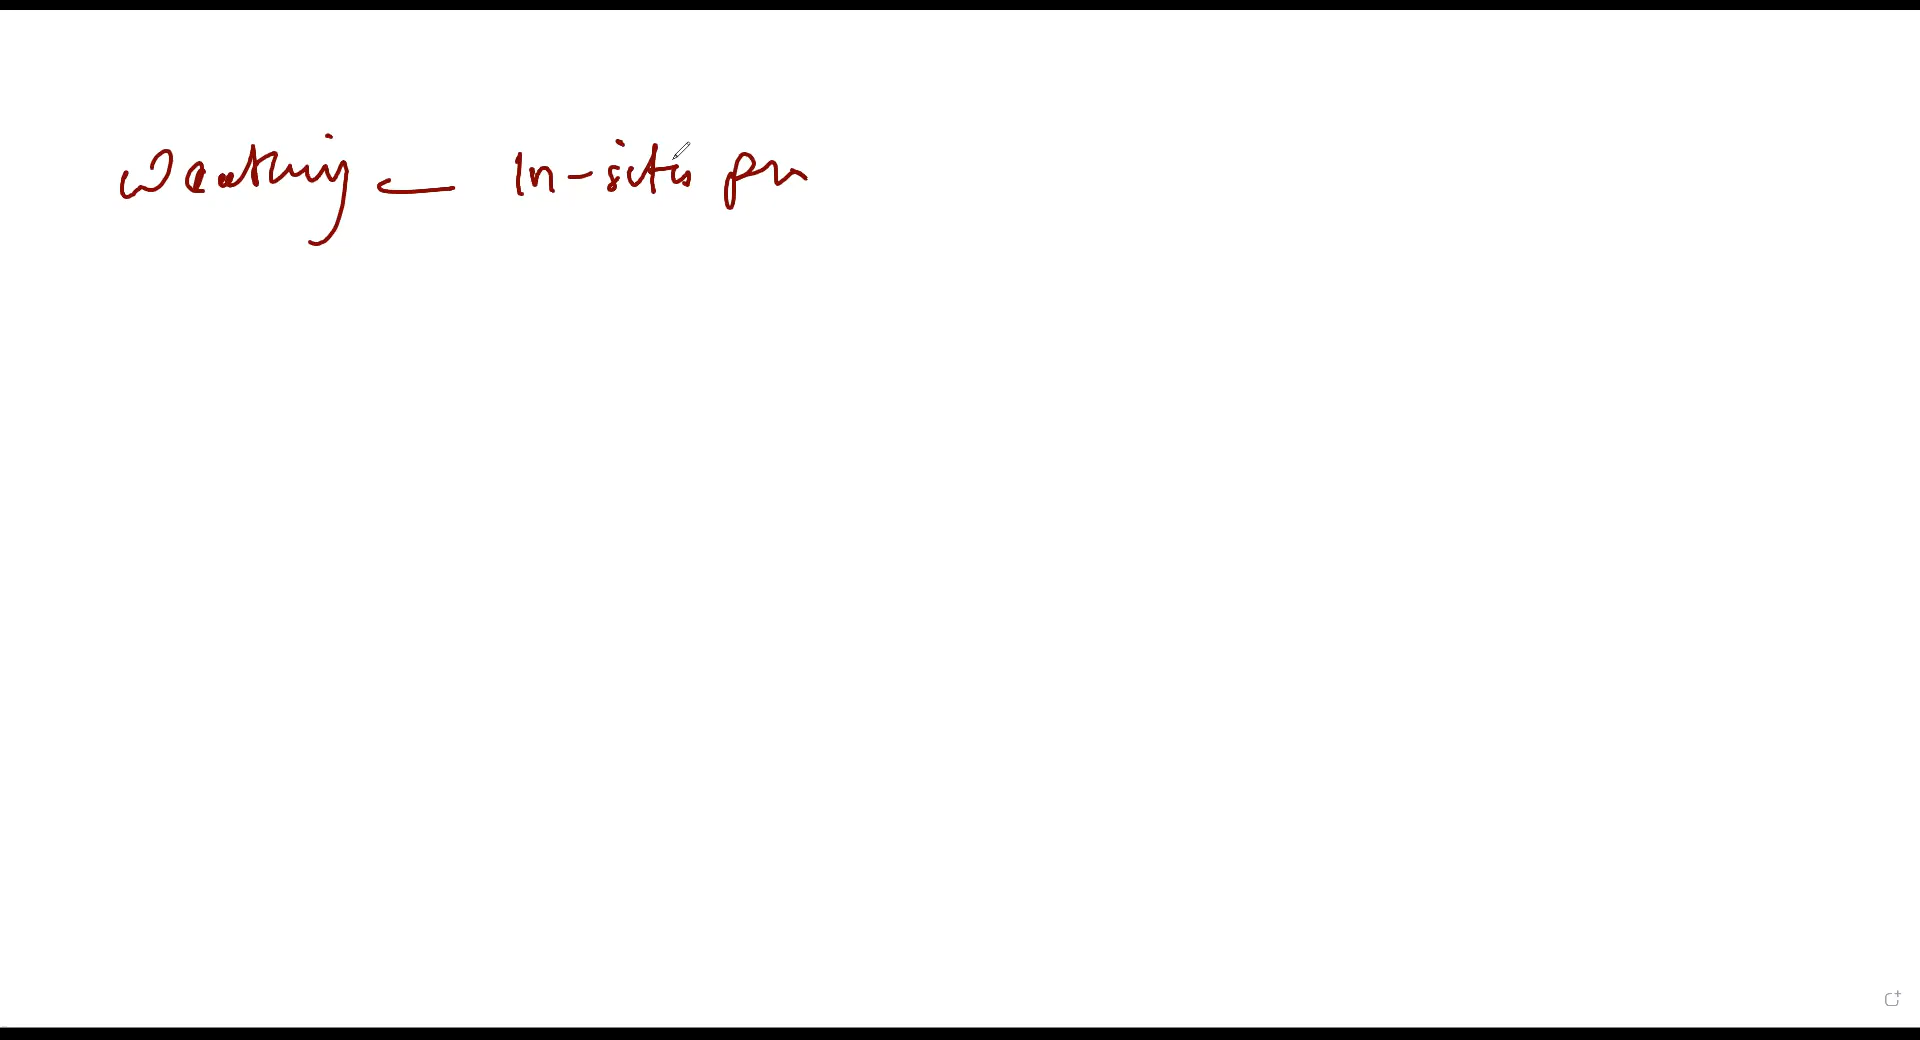 Weathering — In-situ pr